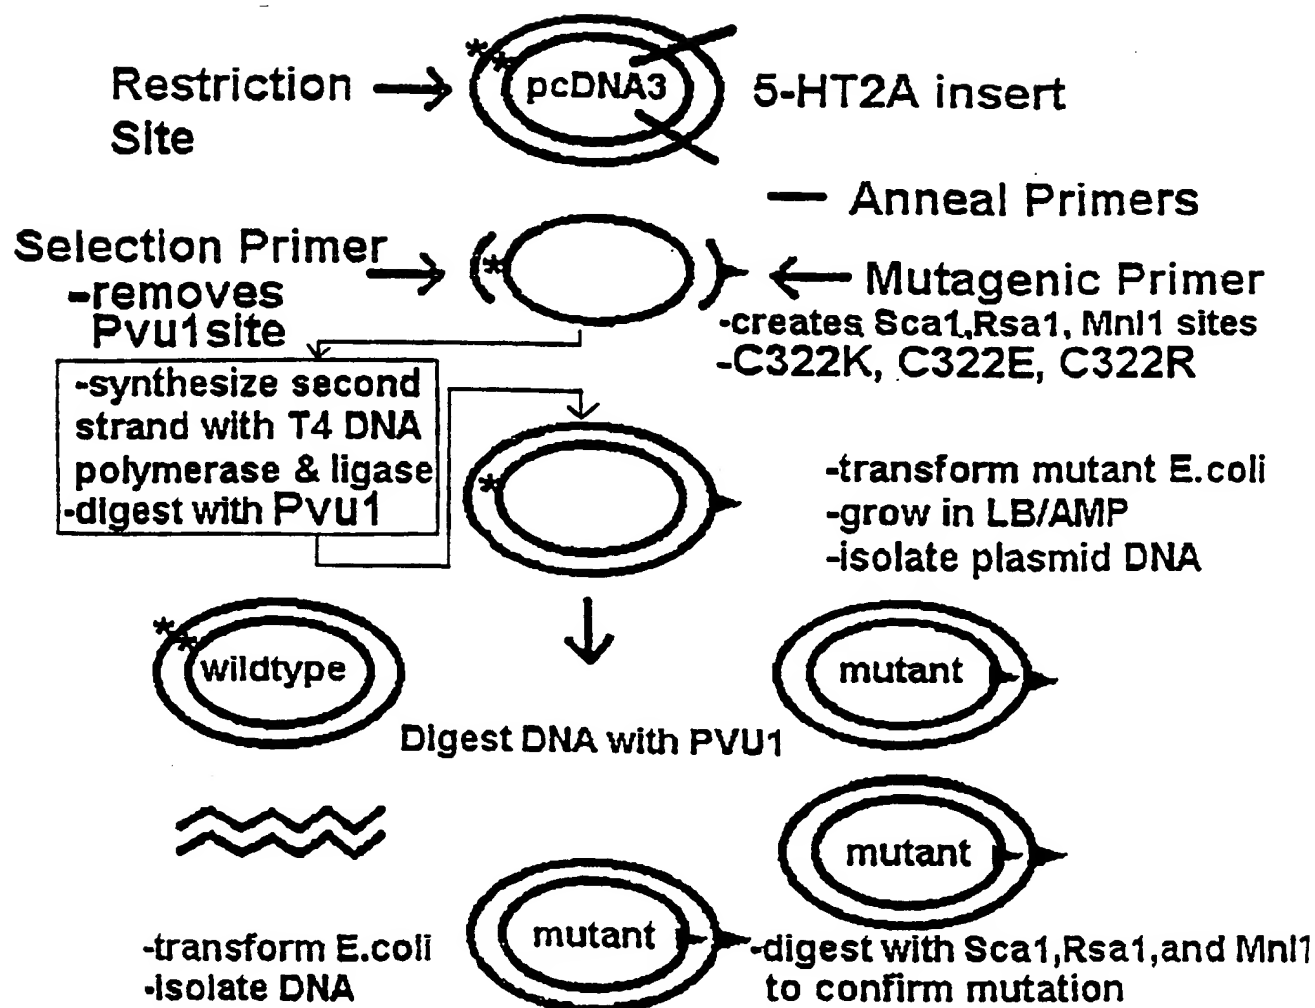 Restriction
Site
pcDNA3
5-HT2A insert
Anneal Primers
Selection Primer
-removes
Pvu1site
Mutagenic Primer
-creates Sca1,Rsa1, Mnl1 sites
-C322K, C322E, C322R
-synthesize second
strand with T4 DNA
polymerase & ligase
-digest with Pvu1
-transform mutant E.coli
-grow in LB/AMP
-isolate plasmid DNA
**
wildtype
mutant
Digest DNA with PVU1
mutant
mutant
-transform E.coli
-isolate DNA
-digest with Sca1,Rsa1,and Mnl1
to confirm mutation